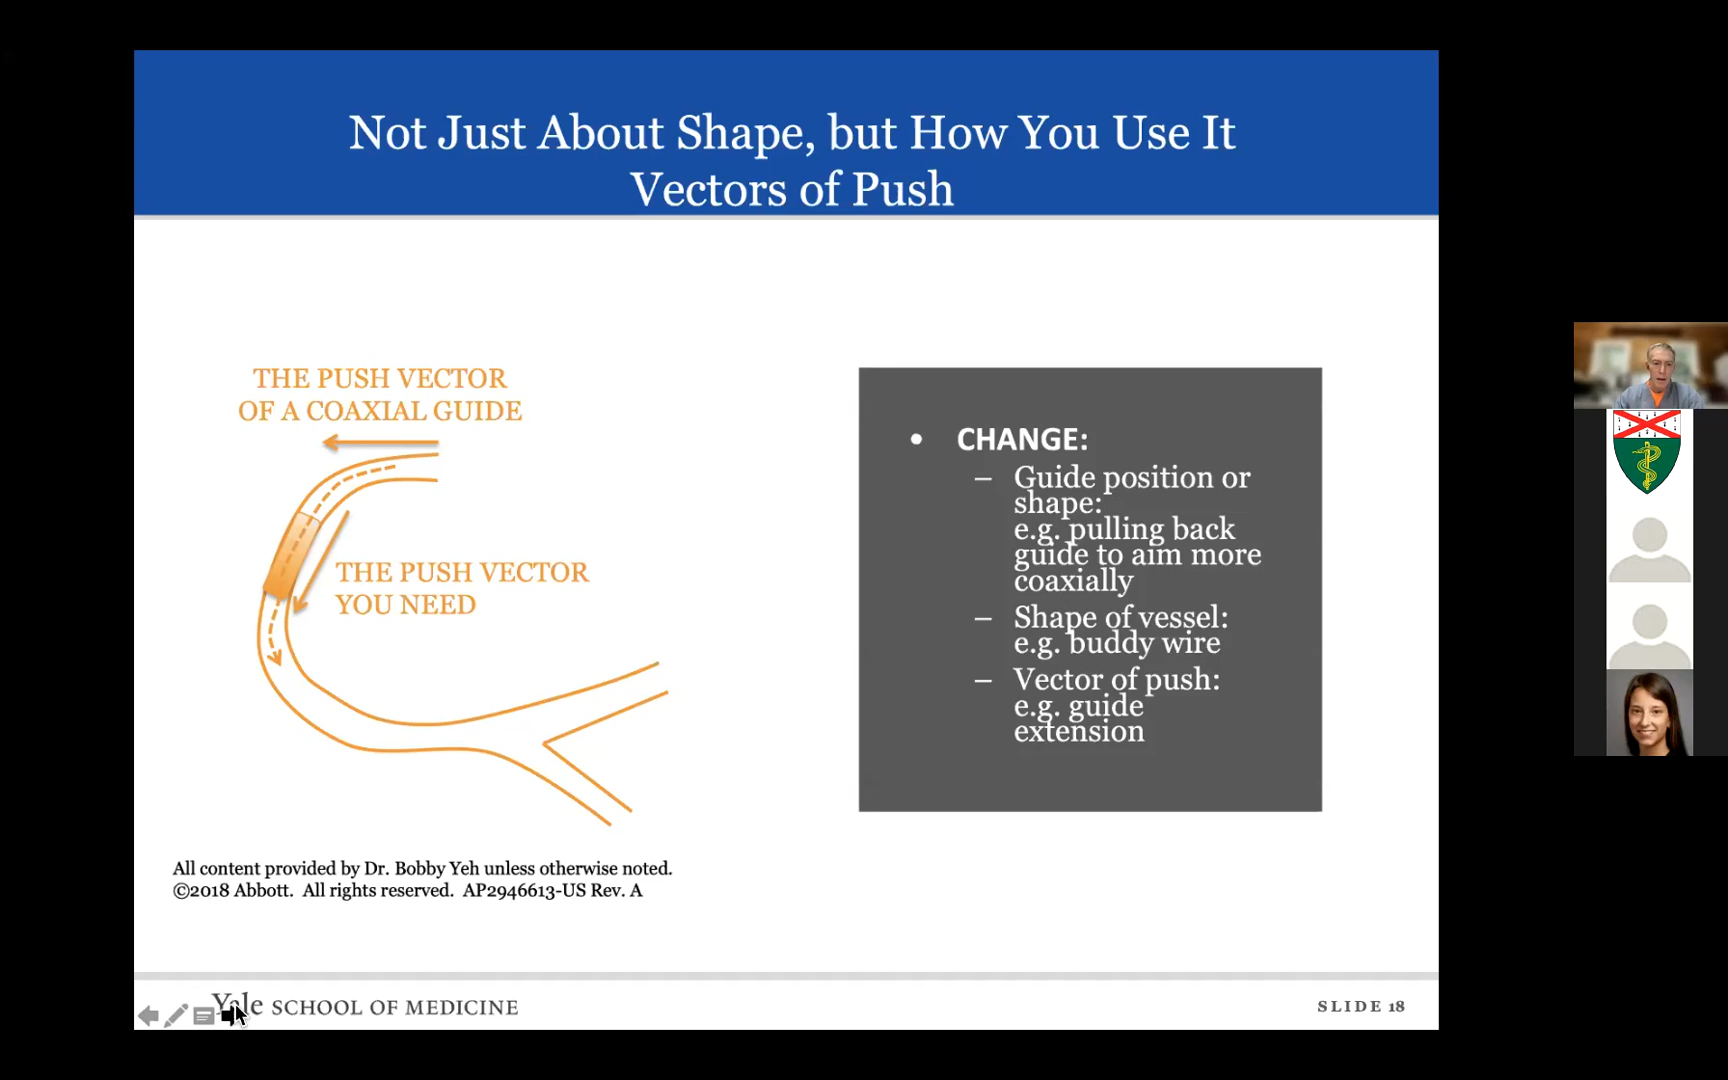 Not Just About Shape, but How You Use It
Vectors of Push
THE PUSH VECTOR
OF A COAXIAL GUIDE
THE PUSH VECTOR
YOU NEED
• CHANGE:
– Guide position or
shape:
e.g. pulling back
guide to aim more
coaxially
– Shape of vessel:
e.g. buddy wire
– Vector of push:
e.g. guide
extension
All content provided by Dr. Bobby Yeh unless otherwise noted.
©2018 Abbott. All rights reserved. AP2946613-US Rev. A
Yale SCHOOL OF MEDICINE
SLIDE 18